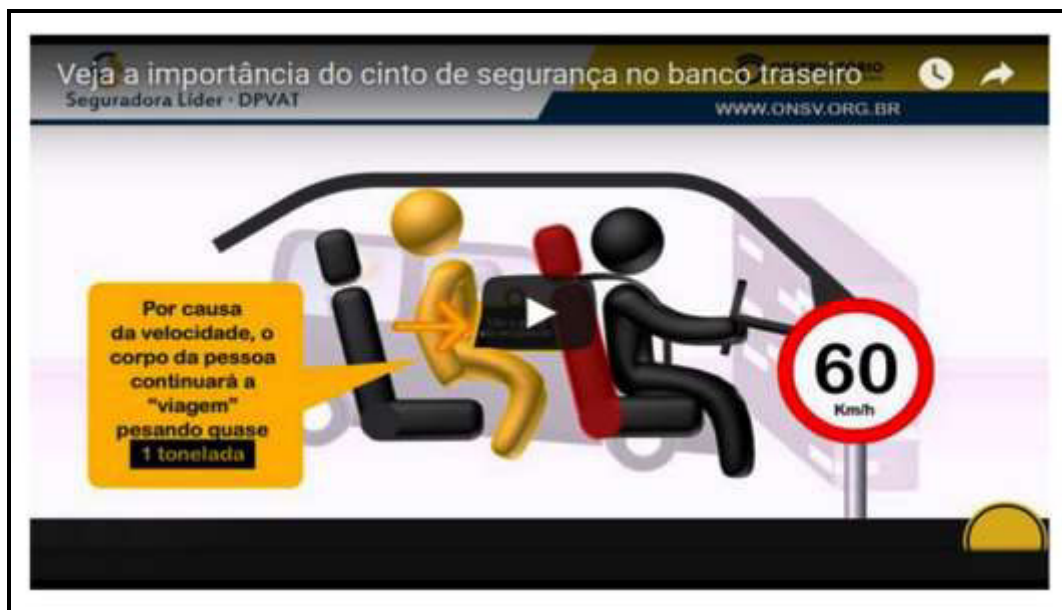 Veja a importância do cinto de segurança no banco traseiro
Seguradora Líder · DPVAT
WWW.ONSV.ORG.BR
Por causa
da velocidade, o
corpo da pessoa
continuará a
"viagem"
pesando quase
1 tonelada
60
Km/h